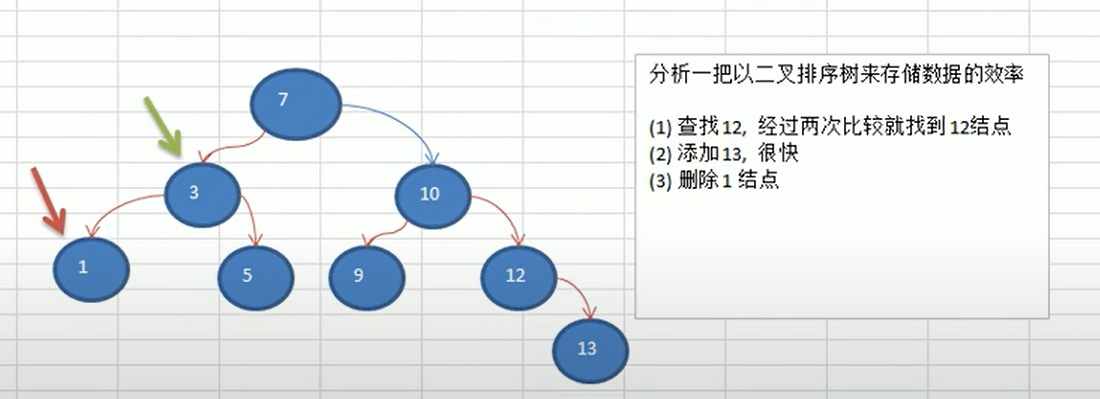 7
3
10
1
5
9
12
13
分析一把以二叉排序树来存储数据的效率
(1) 查找12, 经过两次比较就找到12结点
(2) 添加13, 很快
(3) 删除1 结点